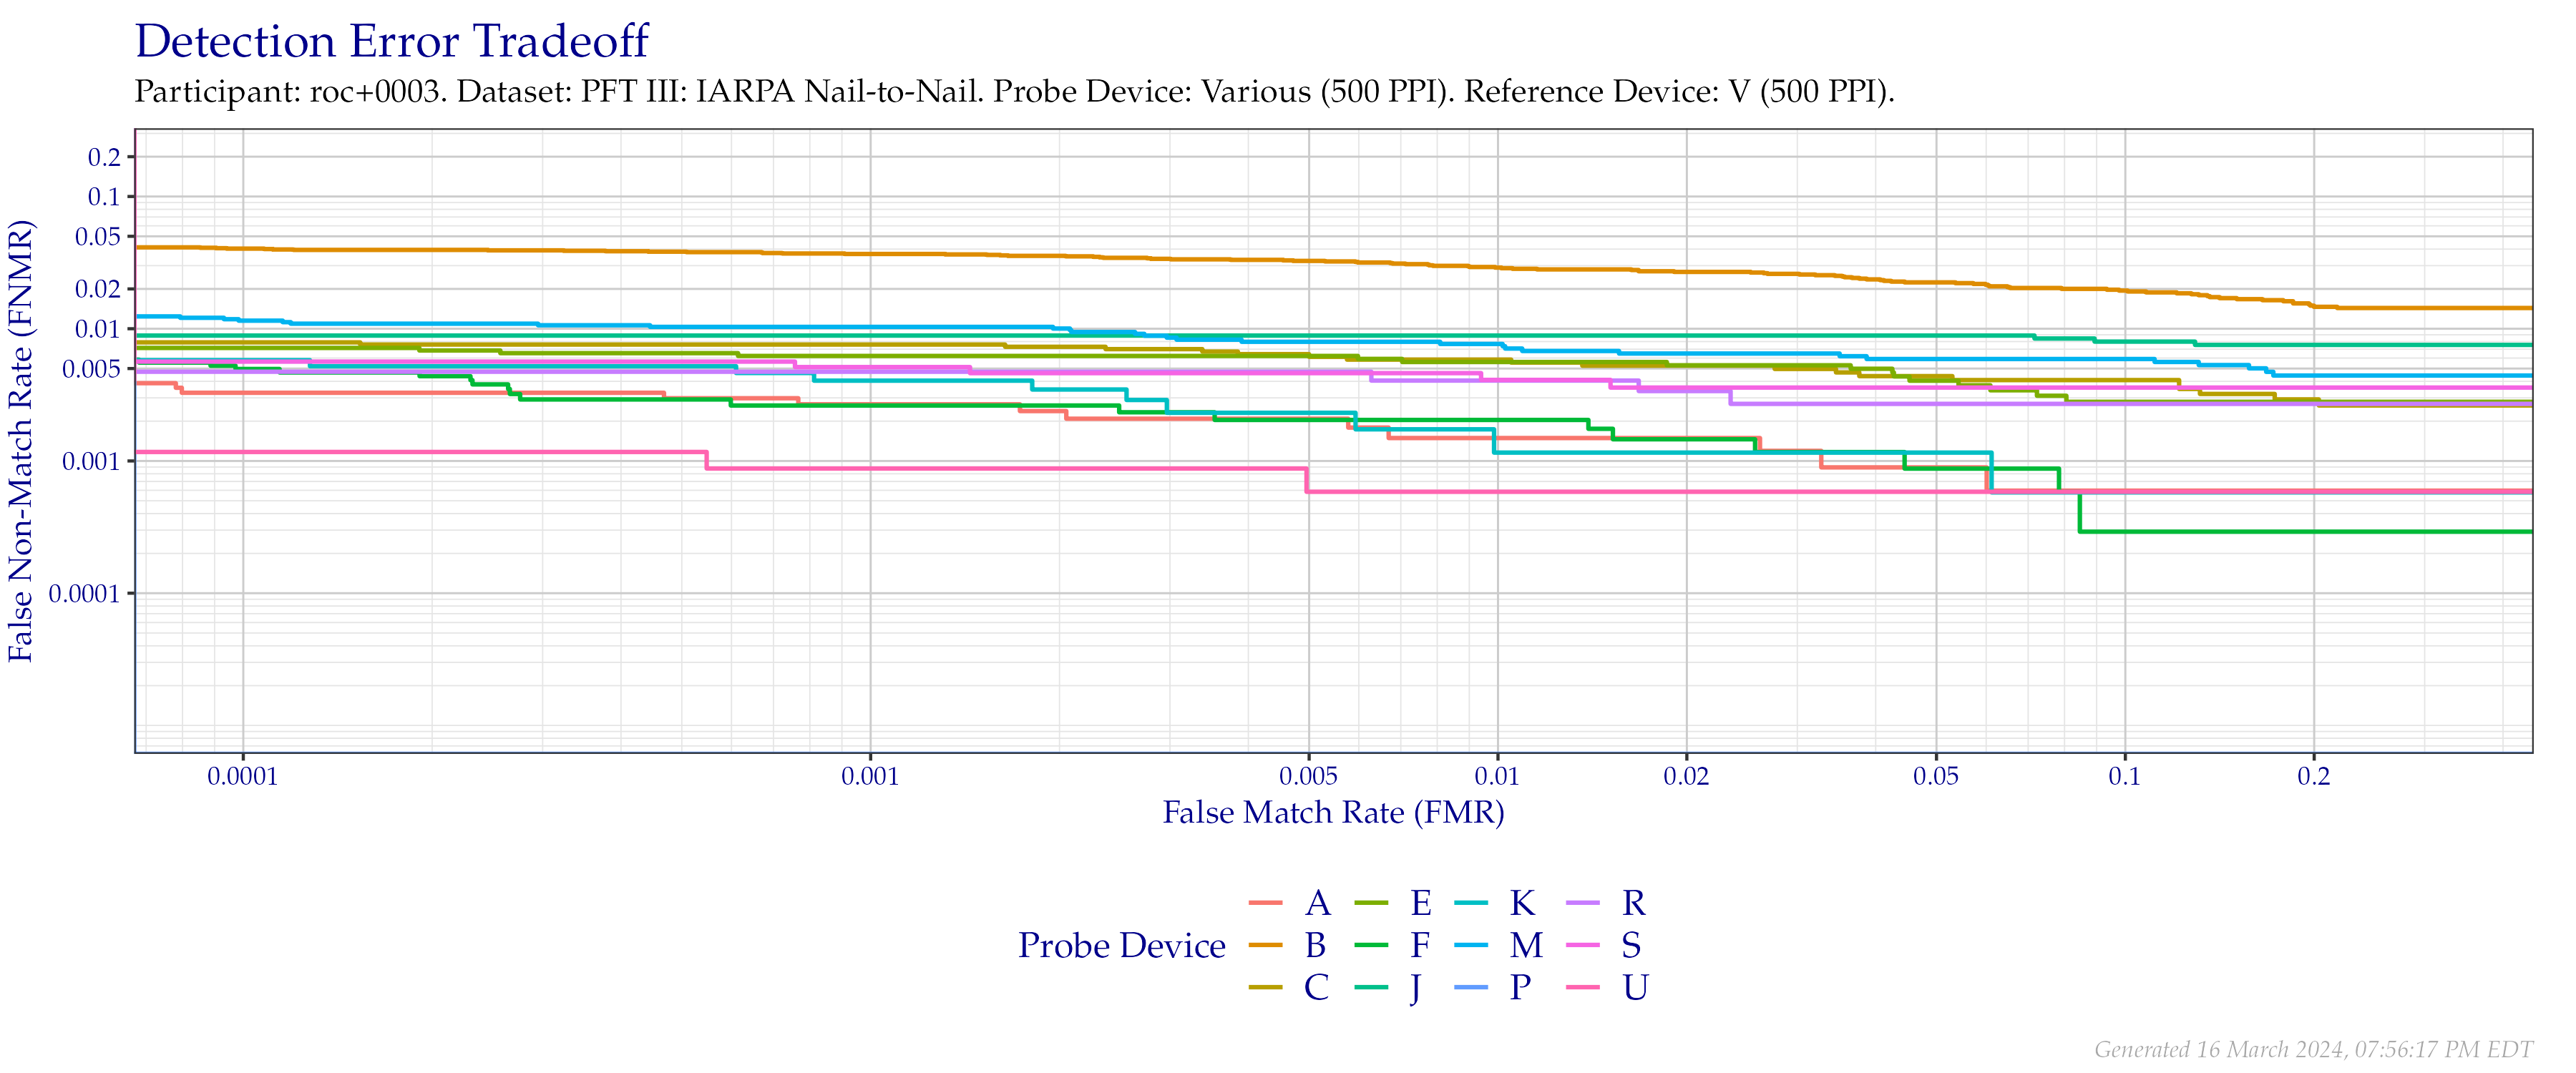 Detection Error Tradeoff
Participant: roc+0003. Dataset: PFT III: IARPA Nail-to-Nail. Probe Device: Various (500 PPI). Reference Device: V (500 PPI).
False Non-Match Rate (FNMR)
0.2
0.1
0.05
0.02
0.01
0.005
0.001
0.0001
0.0001 0.001 0.005 0.01 0.02 0.05 0.1 0.2
False Match Rate (FMR)
Probe Device
A E K R
B F M S
C J P U
Generated 16 March 2024, 07:56:17 PM EDT